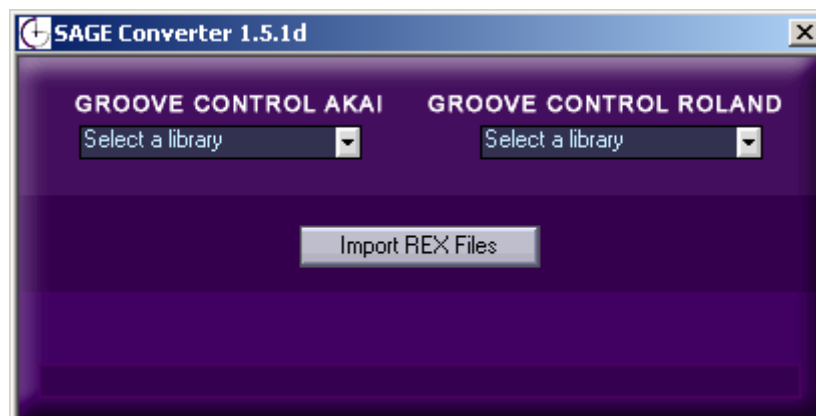 SAGE Converter 1.5.1d
GROOVE CONTROL AKAI GROOVE CONTROL ROLAND
Select a library Select a library
Import REX Files